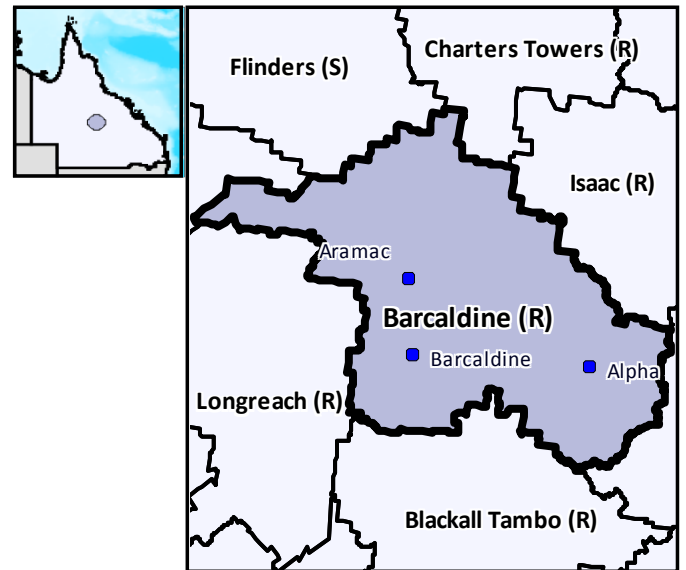 Charters Towers (R)
Flinders (S)
Isaac (R)
Aramac
Barcaldine (R)
Barcaldine
Alpha
Longreach (R)
Blackall Tambo (R)